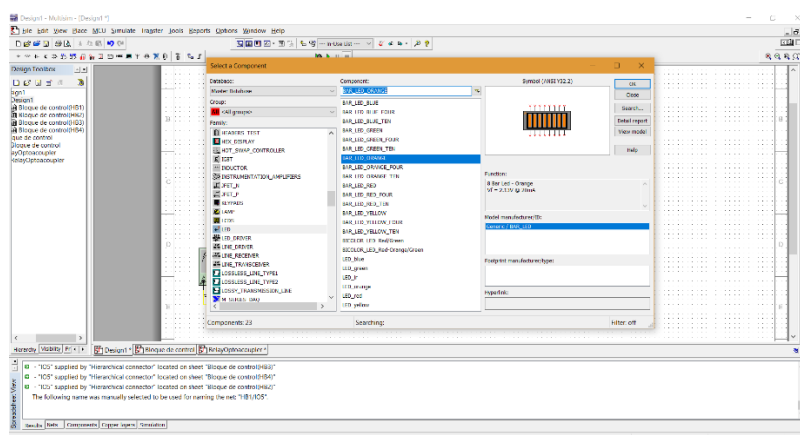 Design1 - Multisim - [Design1 *]
File Edit View Place MCU Simulate Transfer Tools Reports Options Window Help
Design Toolbox
Design1
Bloque de control(HB1)
Bloque de control(HB2)
Bloque de control(HB3)
Bloque de control(HB4)
Bloque de control
RelayOptoacoupler
Select a Component
Database:
Master Database
Group:
<All groups>
Family:
HEADERS_TEST
HEX_DISPLAY
HOT_SWAP_CONTROLLER
IGBT
INDUCTOR
INSTRUMENTATION_AMPLIFIERS
JFET_N
JFET_P
KEYPADS
LAMP
LCDS
LED
LED_DRIVER
LINE_DRIVER
LINE_RECEIVER
LINE_TRANSCEIVER
LOSSLESS_LINE_TYPE1
LOSSLESS_LINE_TYPE2
LOSSY_TRANSMISSION_LINE
Component:
BAR_LED_ORANGE
BAR_LED_BLUE
BAR_LED_BLUE_FOUR
BAR_LED_BLUE_TEN
BAR_LED_GREEN
BAR_LED_GREEN_FOUR
BAR_LED_GREEN_TEN
BAR_LED_ORANGE
BAR_LED_ORANGE_FOUR
BAR_LED_ORANGE_TEN
BAR_LED_RED
BAR_LED_RED_FOUR
BAR_LED_RED_TEN
BAR_LED_YELLOW
BAR_LED_YELLOW_FOUR
BAR_LED_YELLOW_TEN
BICOLOR_LED_Red/Green
BICOLOR_LED_Red-Orange/Green
LED_blue
LED_green
LED_ir
LED_orange
LED_red
LED_yellow
Symbol (ANSI Y32.2)
Function:
8 Bar Led - Orange
Model manufacturer/ID:
Generic / BAR_LED
Footprint manufacturer/type:
Hyperlink:
OK
Close
Search...
Detail report
View model
Help
Components: 23
Searching:
Filter: off
Hierarchy Visibility
Design1 * Bloque de control RelayOptoacoupler *
- "IO5" supplied by "Hierarchical connector" located on sheet "Bloque de control(HB3)"
- "IO5" supplied by "Hierarchical connector" located on sheet "Bloque de control(HB4)"
- "IO5" supplied by "Hierarchical connector" located on sheet "Bloque de control(HB2)"
The following name was manually selected to be used for naming the net: "HB1/IO5".
Spreadsheet View
Results Nets Components Copper layers Simulation